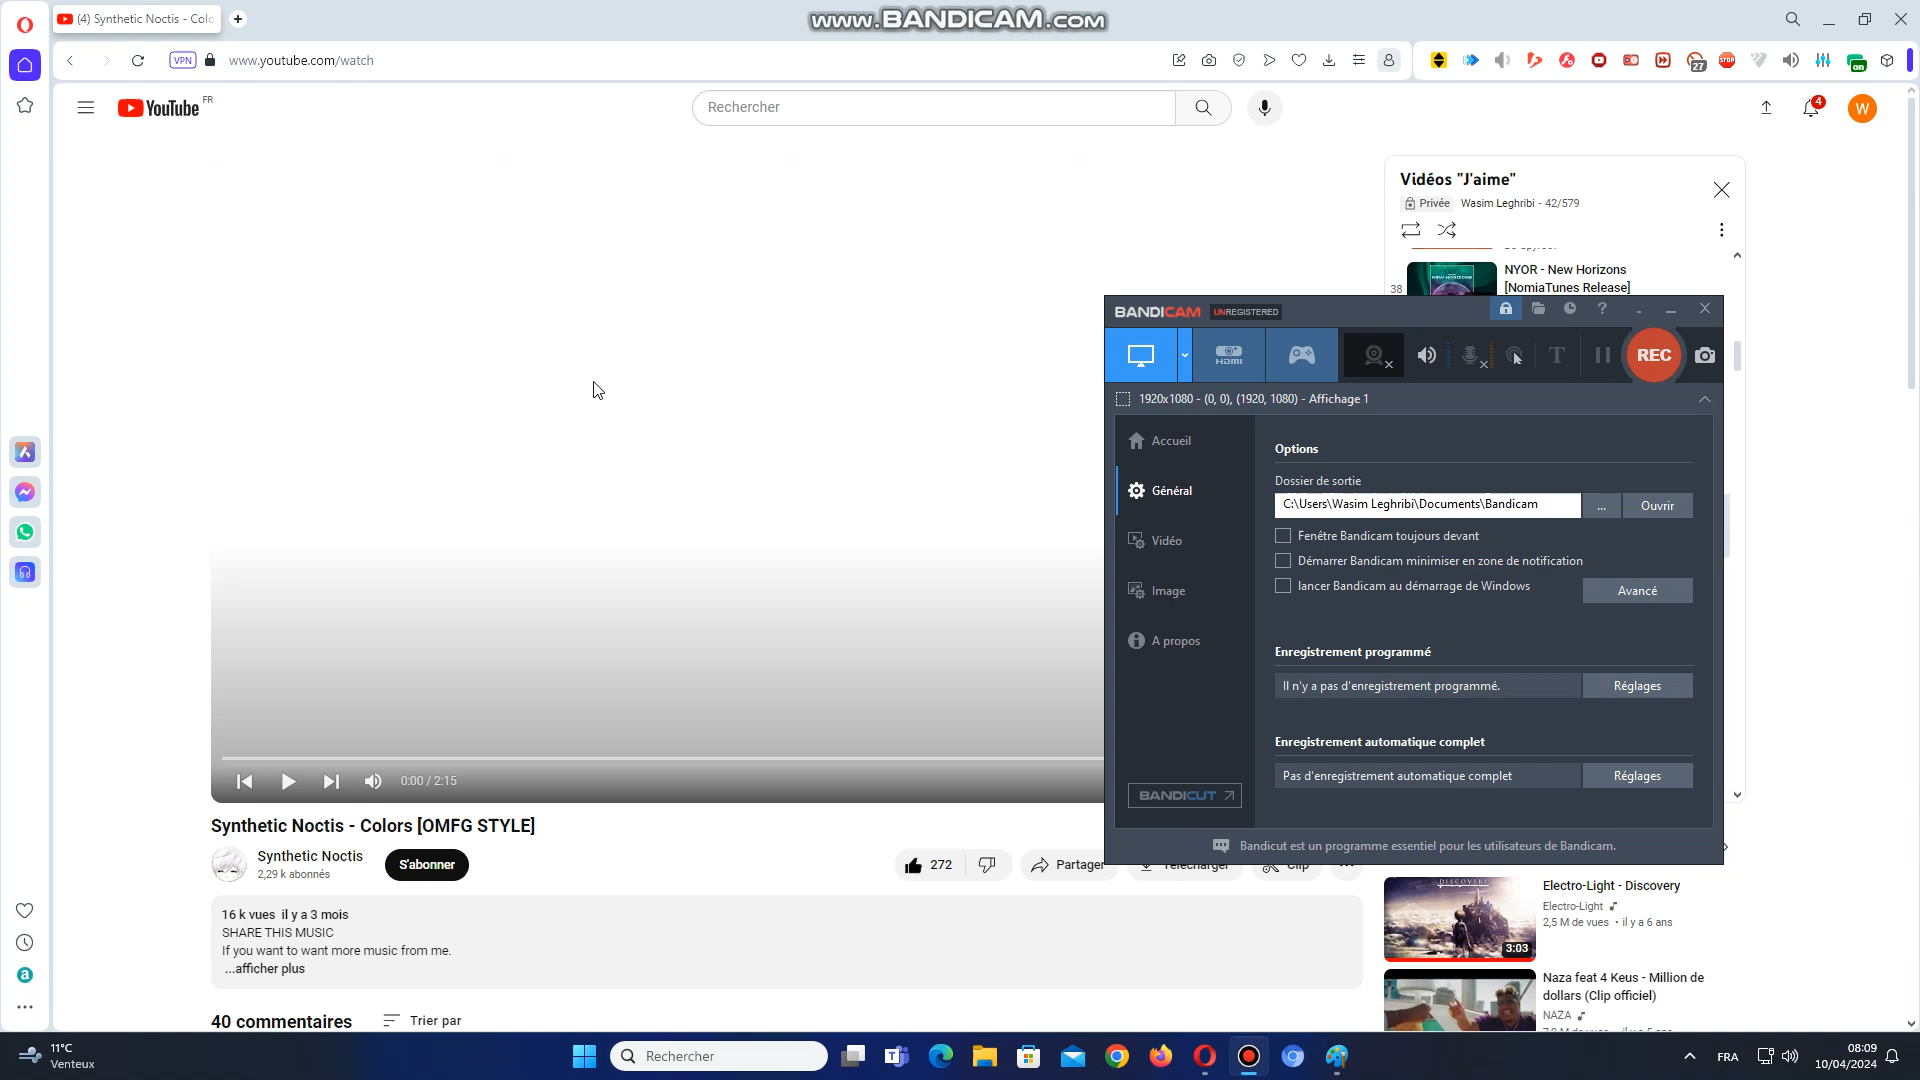 (4) Synthetic Noctis - Colo
www.BANDICAM.com
VPN
www.youtube.com/watch
27
STOP
on
YouTube FR
Rechercher
4
W
Vidéos "J'aime"
Privée
Wasim Leghribi - 42/579
38
NYOR - New Horizons
[NomiaTunes Release]
BANDICAM
UNREGISTERED
HDMI
REC
1920x1080 - (0, 0), (1920, 1080) - Affichage 1
Accueil
Général
Vidéo
Image
A propos
BANDICUT
Options
Dossier de sortie
C:\Users\Wasim Leghribi\Documents\Bandicam
...
Ouvrir
Fenêtre Bandicam toujours devant
Démarrer Bandicam minimiser en zone de notification
lancer Bandicam au démarrage de Windows
Avancé
Enregistrement programmé
Il n'y a pas d'enregistrement programmé.
Réglages
Enregistrement automatique complet
Pas d'enregistrement automatique complet
Réglages
Bandicut est un programme essentiel pour les utilisateurs de Bandicam.
0:00 / 2:15
Synthetic Noctis - Colors [OMFG STYLE]
Synthetic Noctis
2,29 k abonnés
S'abonner
272
Partager
Télécharger
Clip
16 k vues il y a 3 mois
SHARE THIS MUSIC
If you want to want more music from me.
...afficher plus
40 commentaires
Trier par
DISCOVERY
3:03
Electro-Light - Discovery
Electro-Light
2,5 M de vues • il y a 6 ans
Naza feat 4 Keus - Million de
dollars (Clip officiel)
NAZA
11°C
Venteux
Rechercher
FRA
08:09
10/04/2024